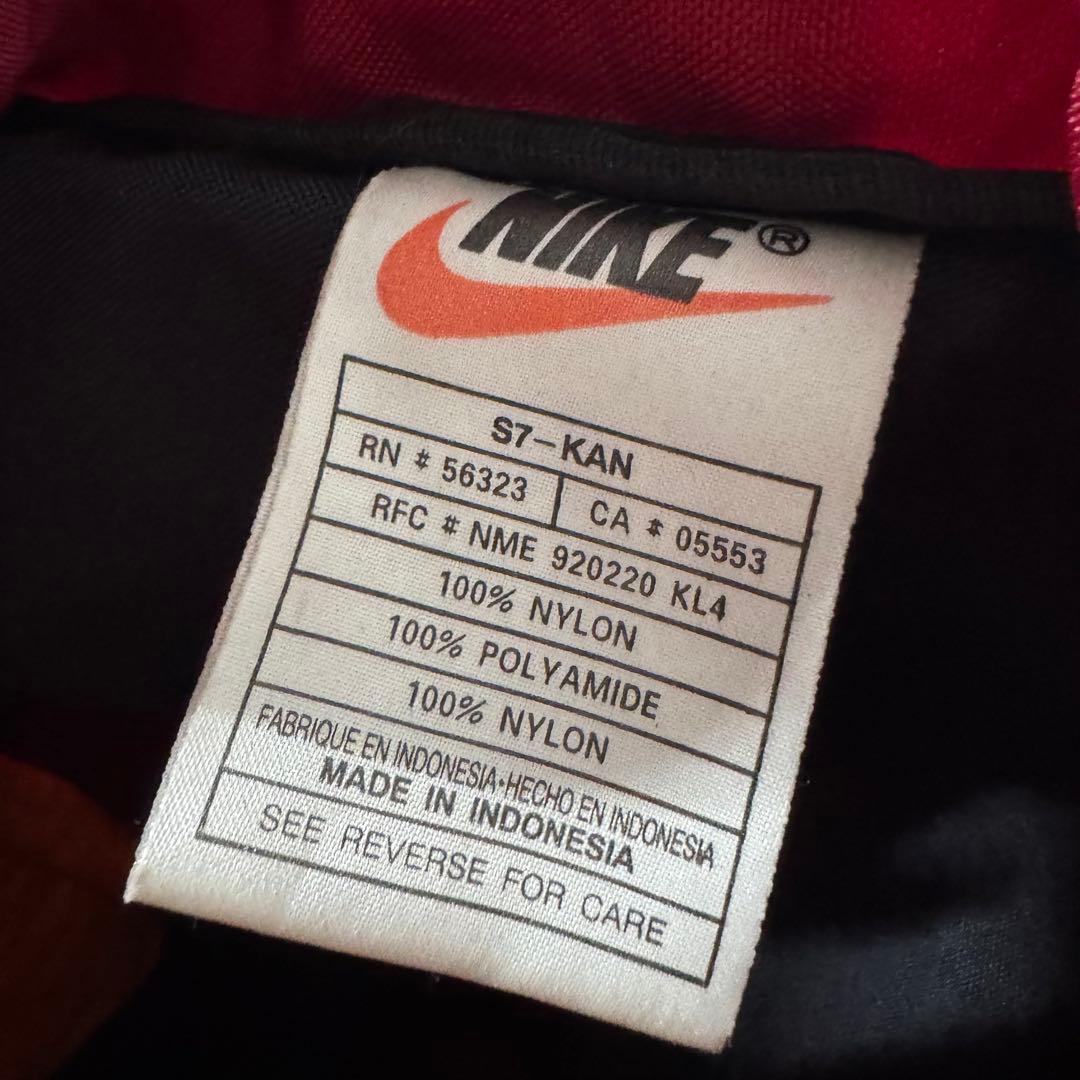 NIKE®
S7-KAN
RN # 56323 CA # 05553
RFC # NME 920220 KL4
100% NYLON
100% POLYAMIDE
100% NYLON
FABRIQUE EN INDONESIA·HECHO EN INDONESIA
MADE IN INDONESIA
SEE REVERSE FOR CARE